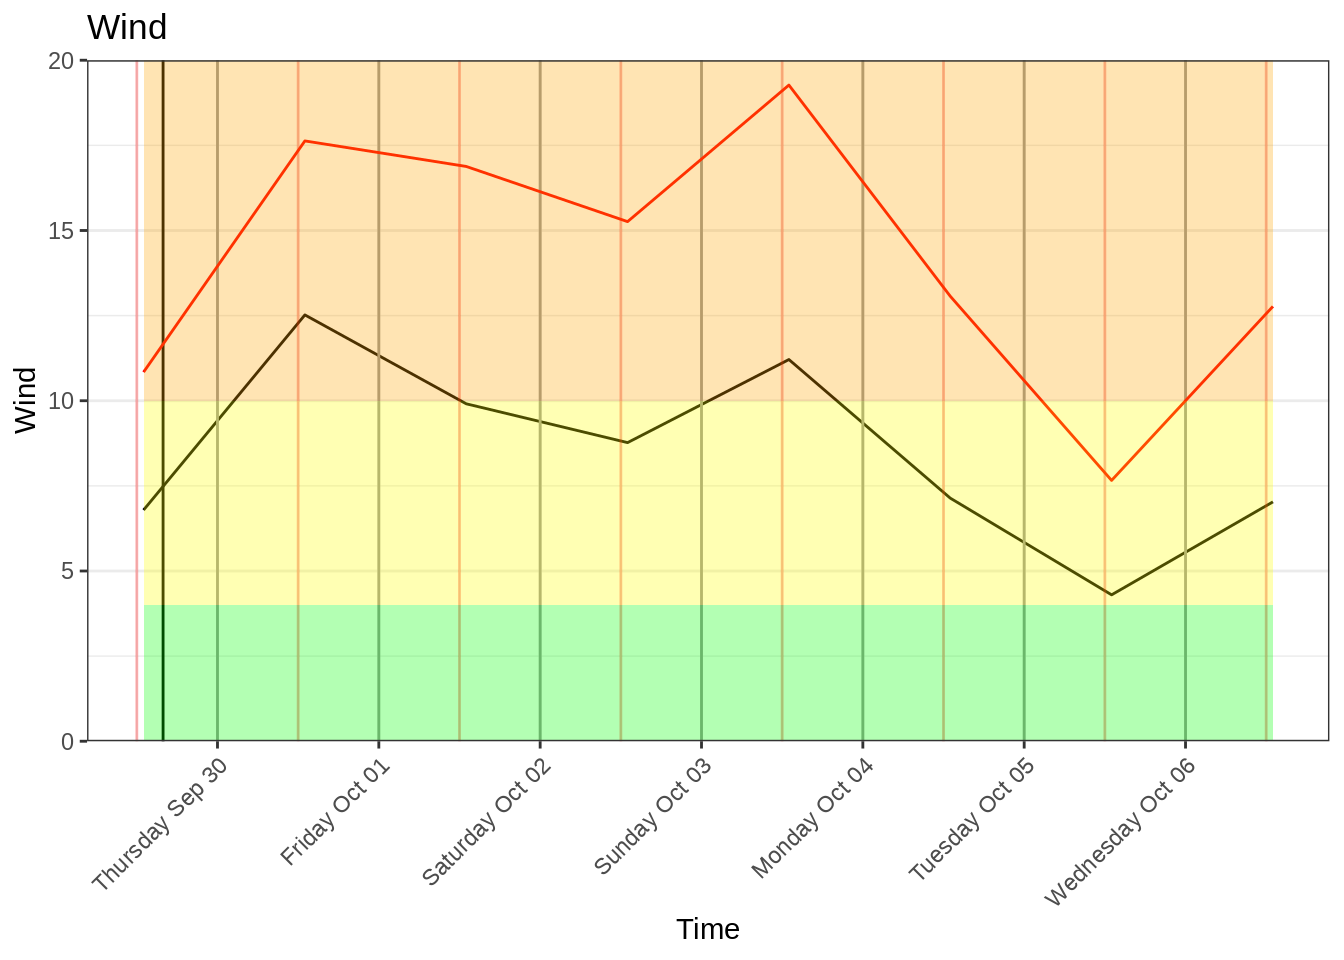 Wind
20
15
10
5
0
Wind
Thursday Sep 30
Friday Oct 01
Saturday Oct 02
Sunday Oct 03
Monday Oct 04
Tuesday Oct 05
Wednesday Oct 06
Time